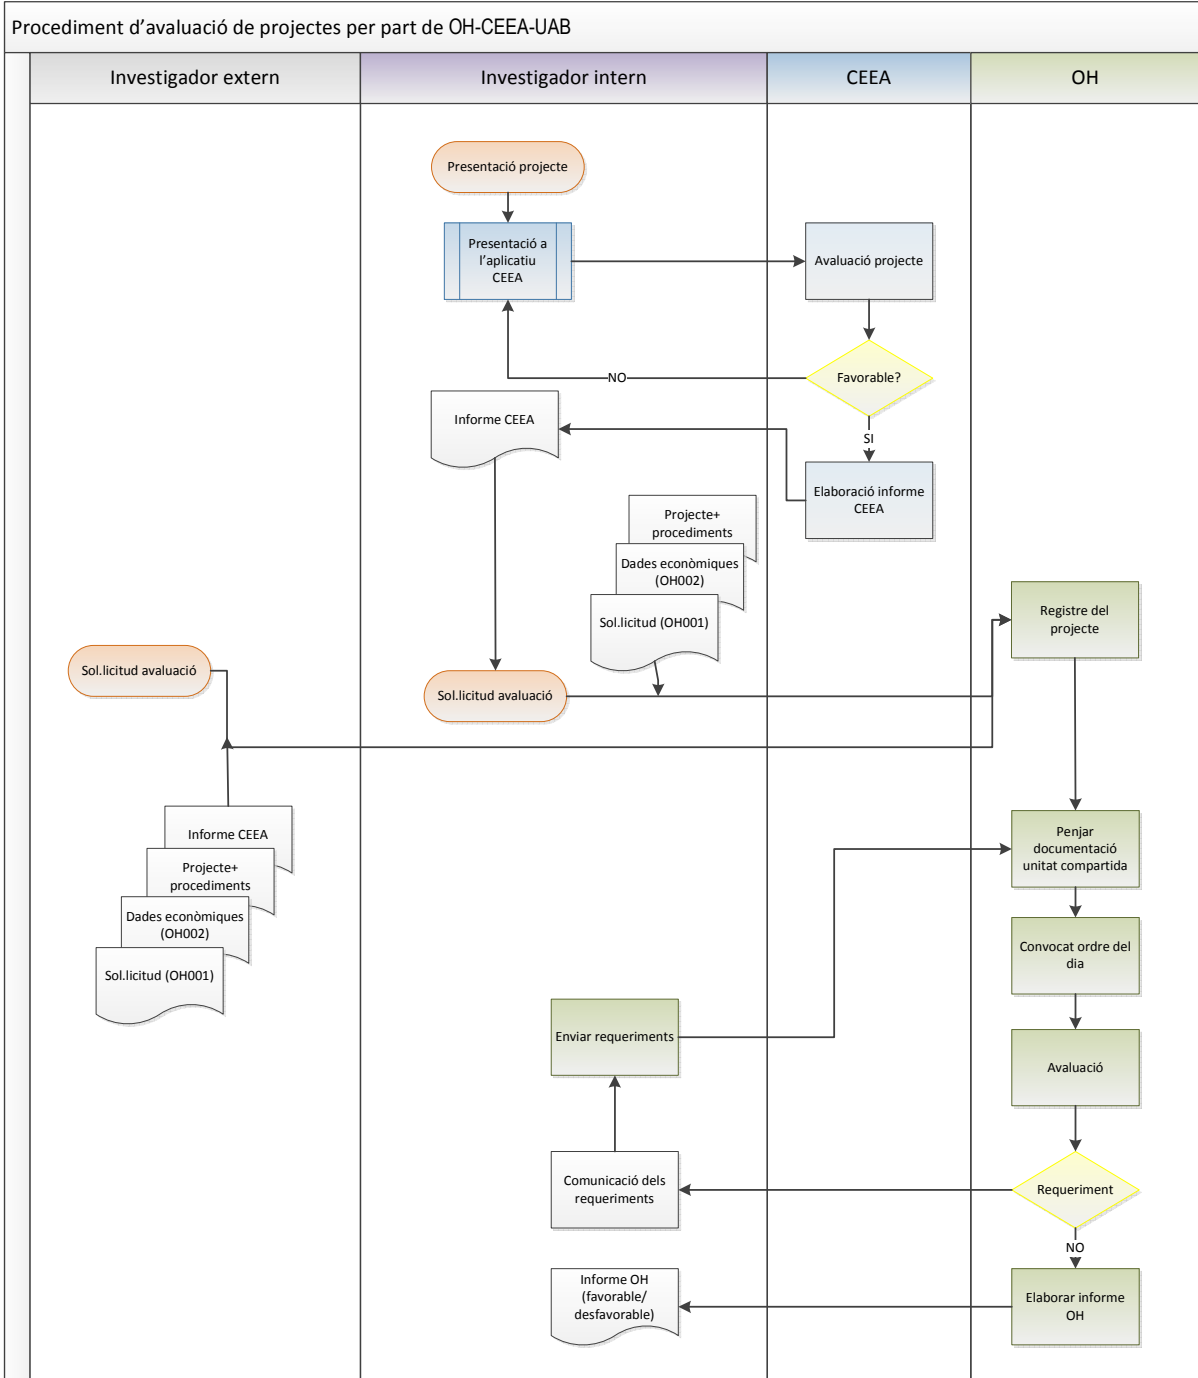 Procediment d’avaluació de projectes per part de OH-CEEA-UAB
Investigador extern
Investigador intern
CEEA
OH
Presentació projecte
Presentació a
l’aplicatiu
CEEA
Avaluació projecte
Favorable?
NO
SI
Informe CEEA
Elaboració informe
CEEA
Projecte+
procediments
Dades econòmiques
(OH002)
Sol.licitud (OH001)
Registre del
projecte
Sol.licitud avaluació
Sol.licitud avaluació
Informe CEEA
Projecte+
procediments
Dades econòmiques
(OH002)
Sol.licitud (OH001)
Penjar
documentació
unitat compartida
Convocat ordre del
dia
Enviar requeriments
Avaluació
Comunicació dels
requeriments
Requeriment
NO
Informe OH
(favorable/
desfavorable)
Elaborar informe
OH